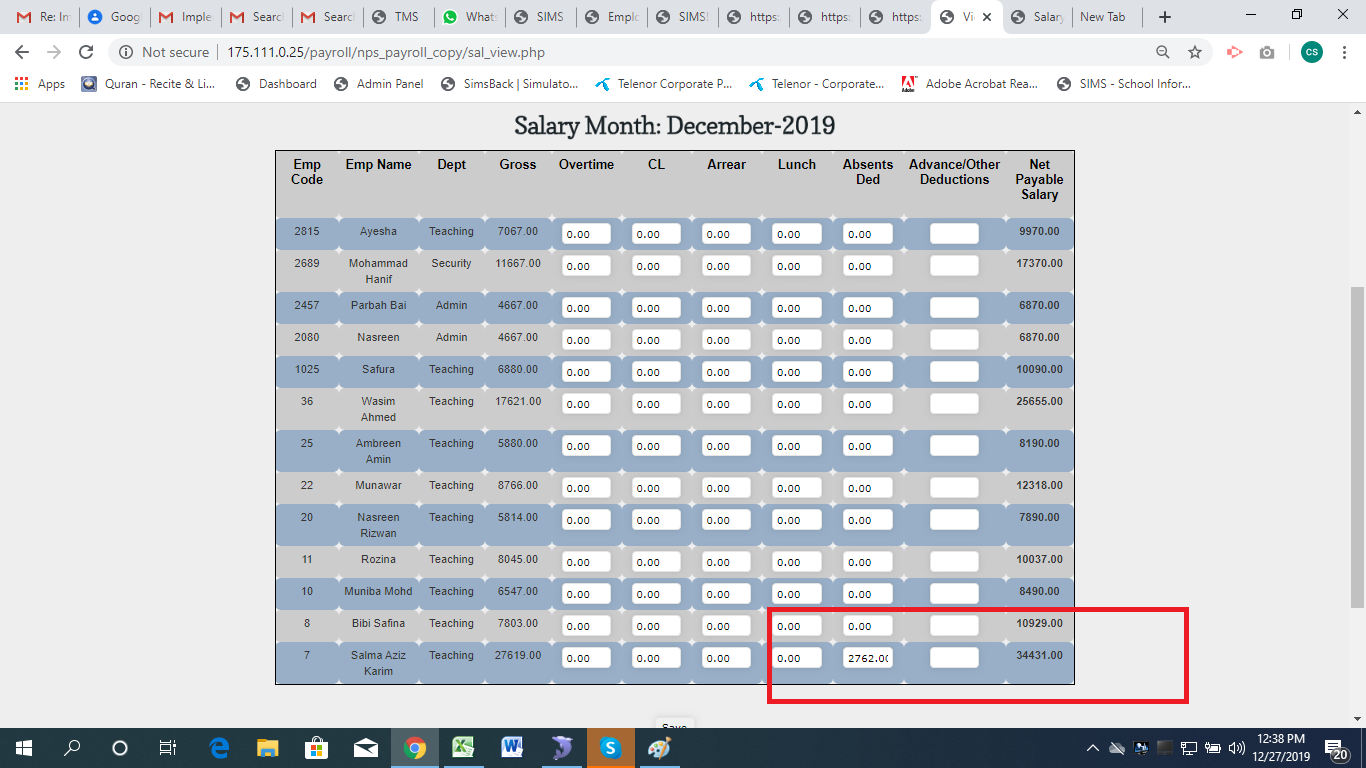 Re: In
Googl
Imple
Searc
Searc
TMS
Whats
SIMS
Emplo
SIMS!
https:
https:
https:
Vi
Salary
New Tab
Not secure | 175.111.0.25/payroll/nps_payroll_copy/sal_view.php
CS
Apps
Quran - Recite & Li...
Dashboard
Admin Panel
SimsBack | Simulato...
Telenor Corporate P...
Telenor - Corporate...
Adobe Acrobat Rea...
SIMS - School Infor...
Salary Month: December-2019
Emp Code Emp Name Dept Gross Overtime CL Arrear Lunch Absents Ded Advance/Other Deductions Net Payable Salary
2815 Ayesha Teaching 7067.00 0.00 0.00 0.00 0.00 0.00 9970.00
2689 Mohammad Hanif Security 11667.00 0.00 0.00 0.00 0.00 0.00 17370.00
2457 Parbah Bai Admin 4667.00 0.00 0.00 0.00 0.00 0.00 6870.00
2080 Nasreen Admin 4667.00 0.00 0.00 0.00 0.00 0.00 6870.00
1025 Safura Teaching 6880.00 0.00 0.00 0.00 0.00 0.00 10090.00
36 Wasim Ahmed Teaching 17621.00 0.00 0.00 0.00 0.00 0.00 25655.00
25 Ambreen Amin Teaching 5880.00 0.00 0.00 0.00 0.00 0.00 8190.00
22 Munawar Teaching 8766.00 0.00 0.00 0.00 0.00 0.00 12318.00
20 Nasreen Rizwan Teaching 5814.00 0.00 0.00 0.00 0.00 0.00 7890.00
11 Rozina Teaching 8045.00 0.00 0.00 0.00 0.00 0.00 10037.00
10 Muniba Mohd Teaching 6547.00 0.00 0.00 0.00 0.00 0.00 8490.00
8 Bibi Safina Teaching 7803.00 0.00 0.00 0.00 0.00 0.00 10929.00
7 Salma Aziz Karim Teaching 27619.00 0.00 0.00 0.00 0.00 2762.00 34431.00
Save
12:38 PM
12/27/2019
20